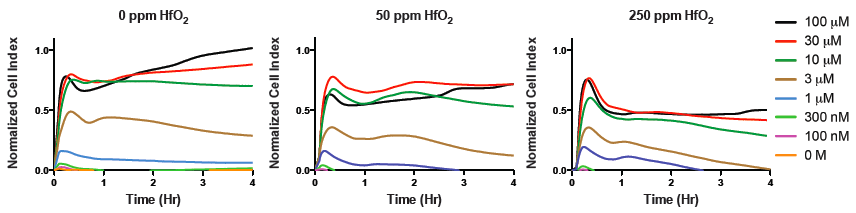 0 ppm HfO₂
50 ppm HfO₂
250 ppm HfO₂
Normalized Cell Index
1.0
0.5
0.0
0 1 2 3 4
Time (Hr)
Normalized Cell Index
1.0
0.5
0.0
0 1 2 3 4
Time (Hr)
Normalized Cell Index
1.0
0.5
0.0
0 1 2 3 4
Time (Hr)
100 µM
30 µM
10 µM
3 µM
1 µM
300 nM
100 nM
0 M